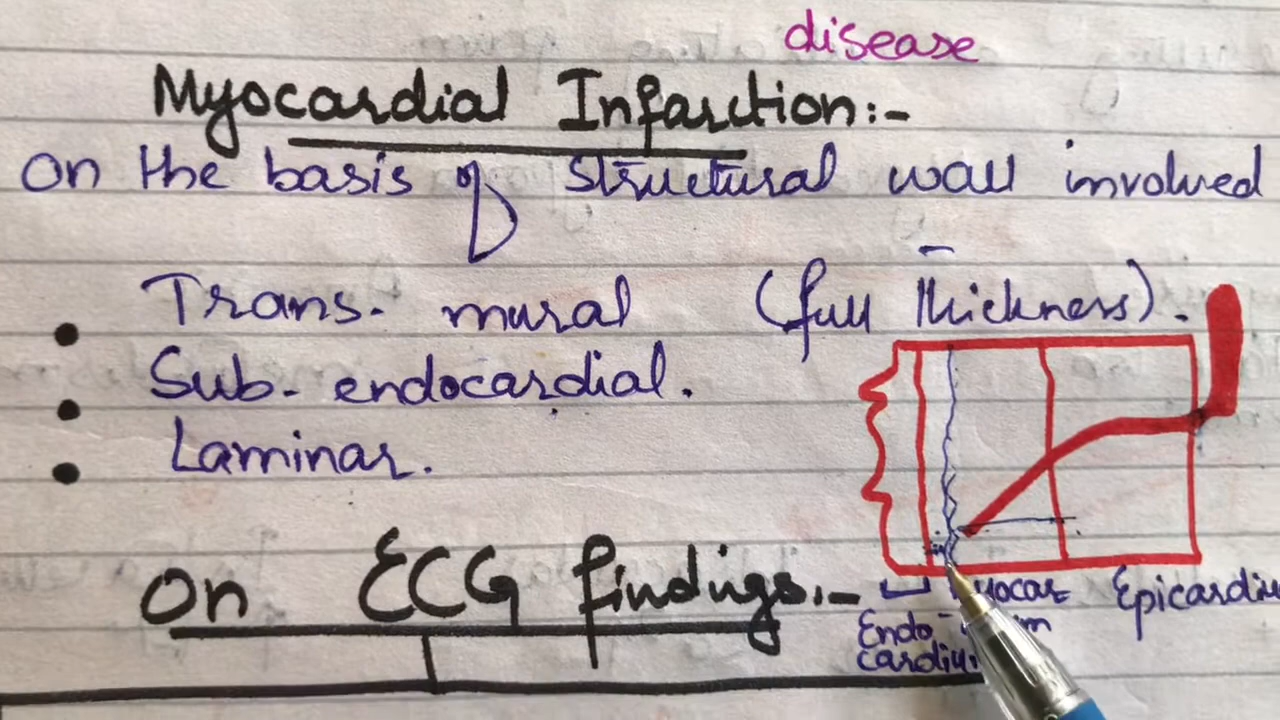 disease
Myocardial Infarction:-
on the basis of structural wall involved
Trans- mural (full thickness).
• Sub-endocardial.
• Laminar.
•
On ECG findings:-
Epicardiu
Endo-
cardiu